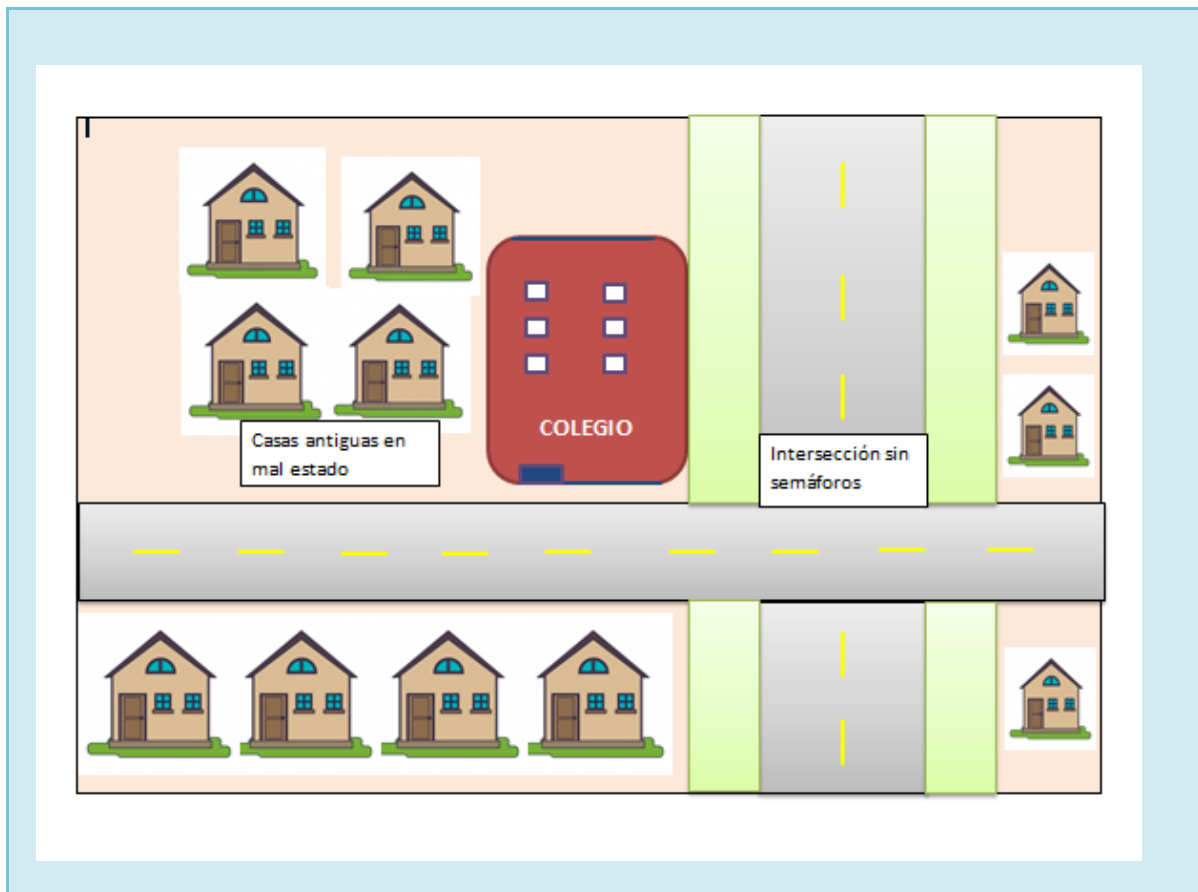 COLEGIO
Casas antiguas en
mal estado
Intersección sin
semáforos